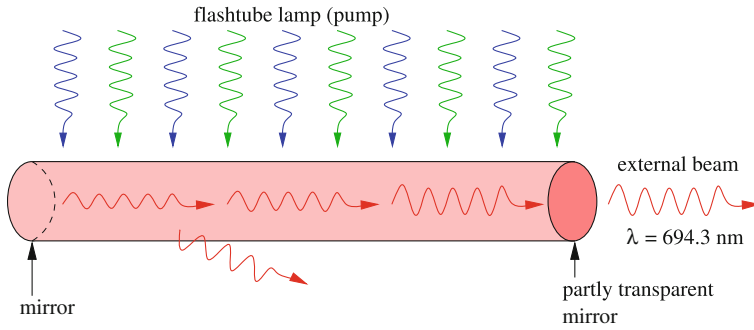 flashtube lamp (pump)
external beam
λ = 694.3 nm
mirror
partly transparent
mirror